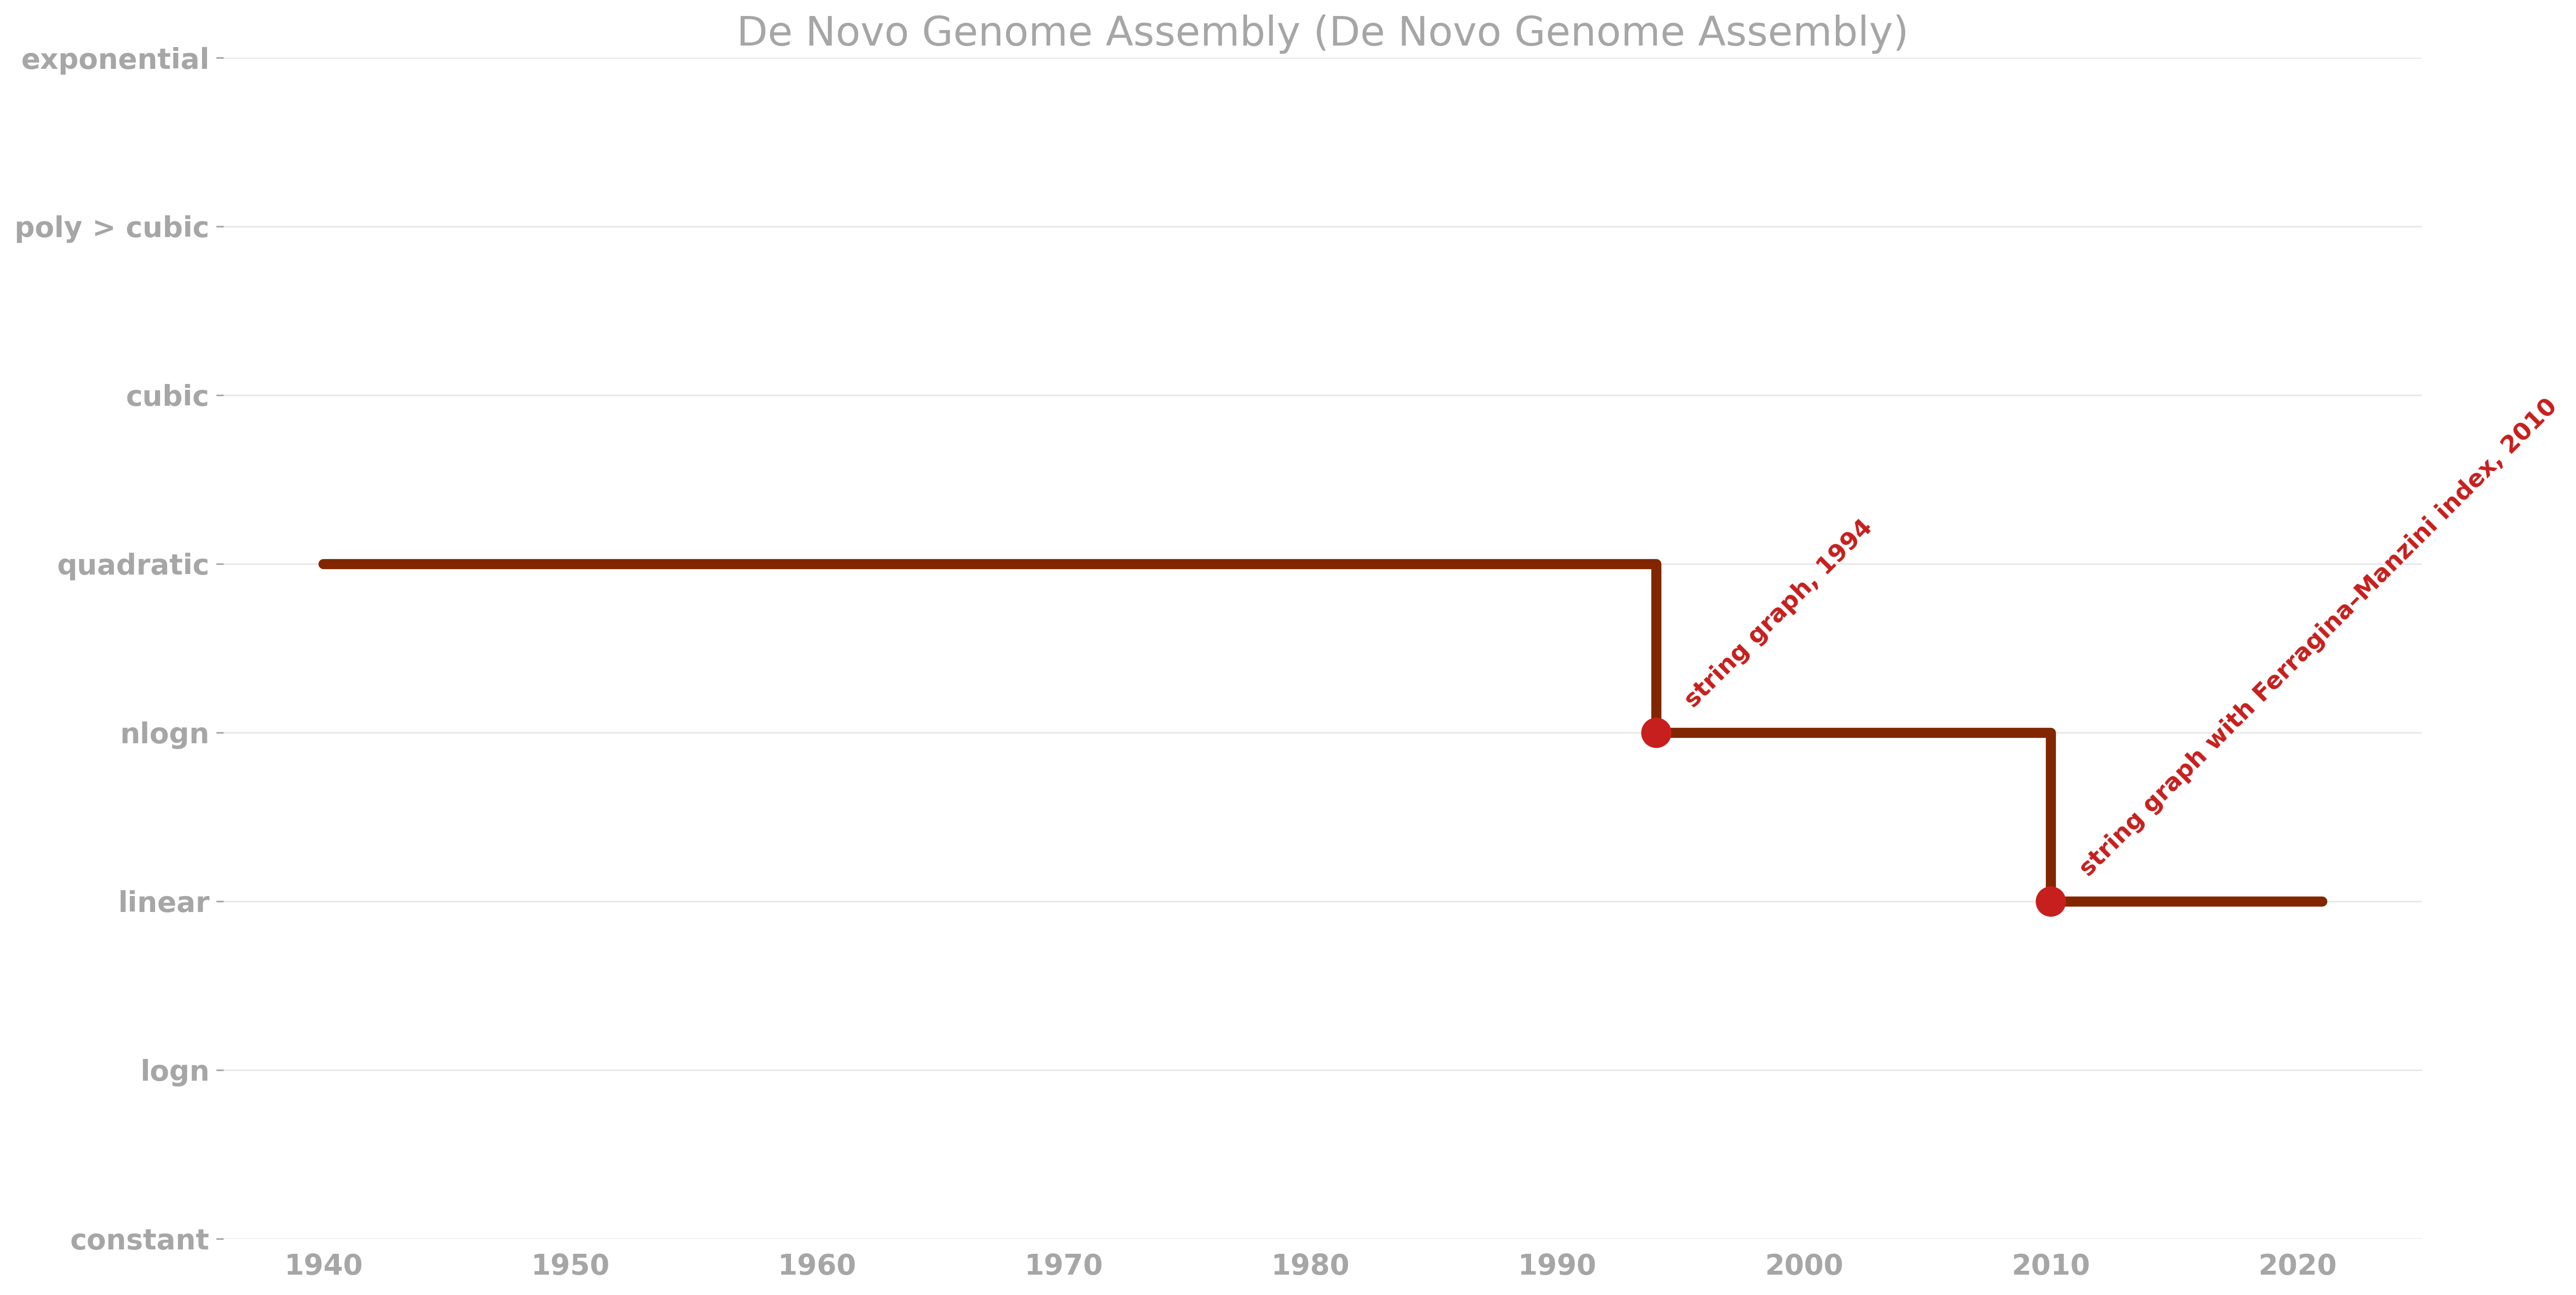 De Novo Genome Assembly (De Novo Genome Assembly)
exponential
poly > cubic
cubic
quadratic
nlogn
linear
logn
constant
string graph, 1994
string graph with Ferragina–Manzini index, 2010
1940 1950 1960 1970 1980 1990 2000 2010 2020